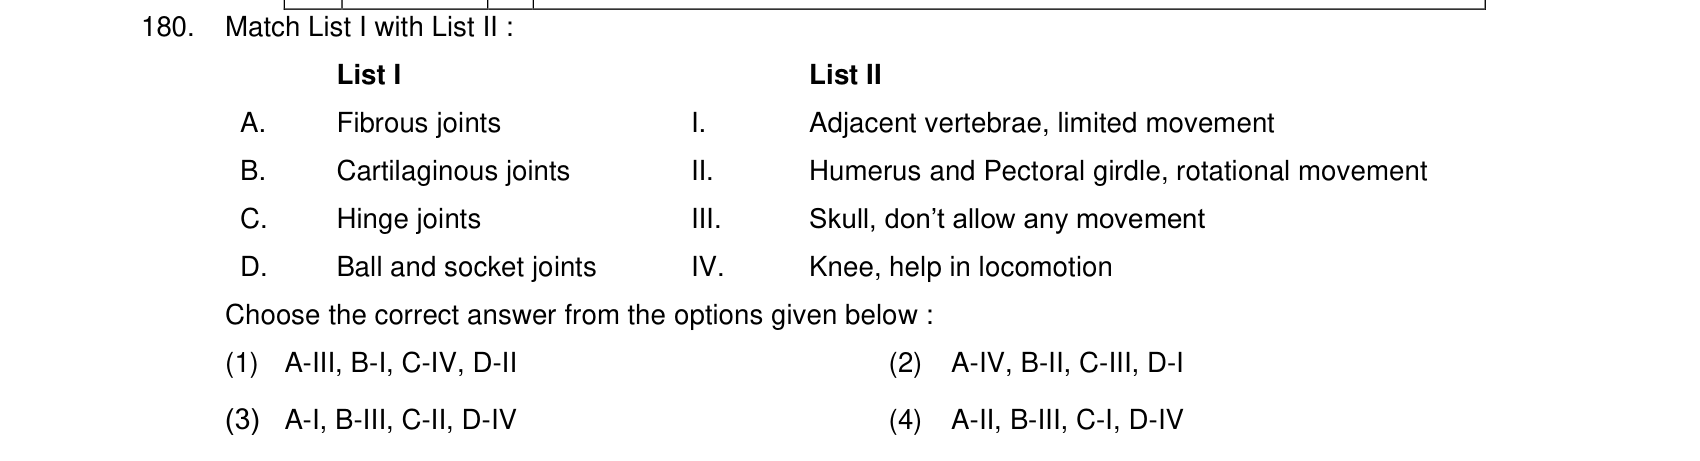 180. Match List I with List II :
List I List II
A. Fibrous joints I. Adjacent vertebrae, limited movement
B. Cartilaginous joints II. Humerus and Pectoral girdle, rotational movement
C. Hinge joints III. Skull, don’t allow any movement
D. Ball and socket joints IV. Knee, help in locomotion
Choose the correct answer from the options given below :
(1) A-III, B-I, C-IV, D-II (2) A-IV, B-II, C-III, D-I
(3) A-I, B-III, C-II, D-IV (4) A-II, B-III, C-I, D-IV